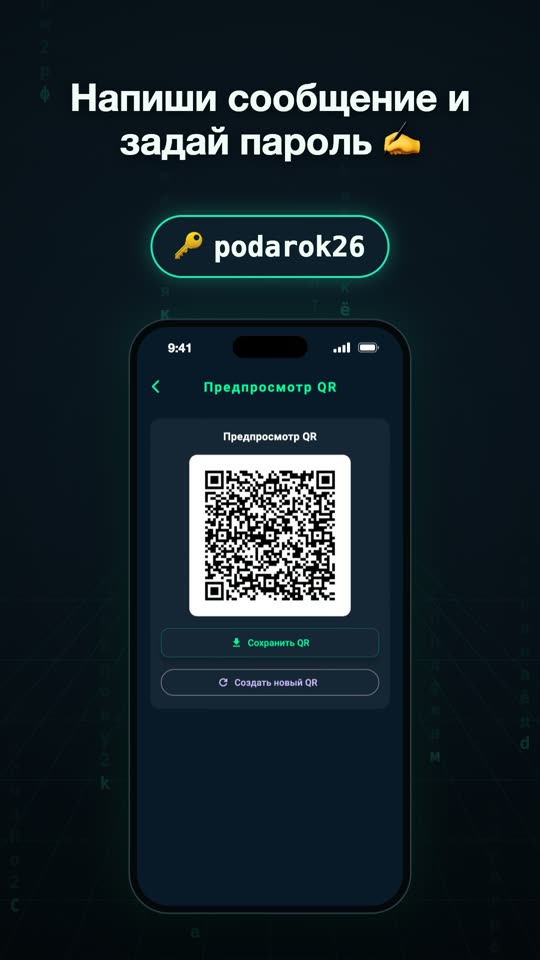 Напиши сообщение и
задай пароль ✍️
🔑 podarok26
9:41
Предпросмотр QR
Предпросмотр QR
Сохранить QR
Создать новый QR